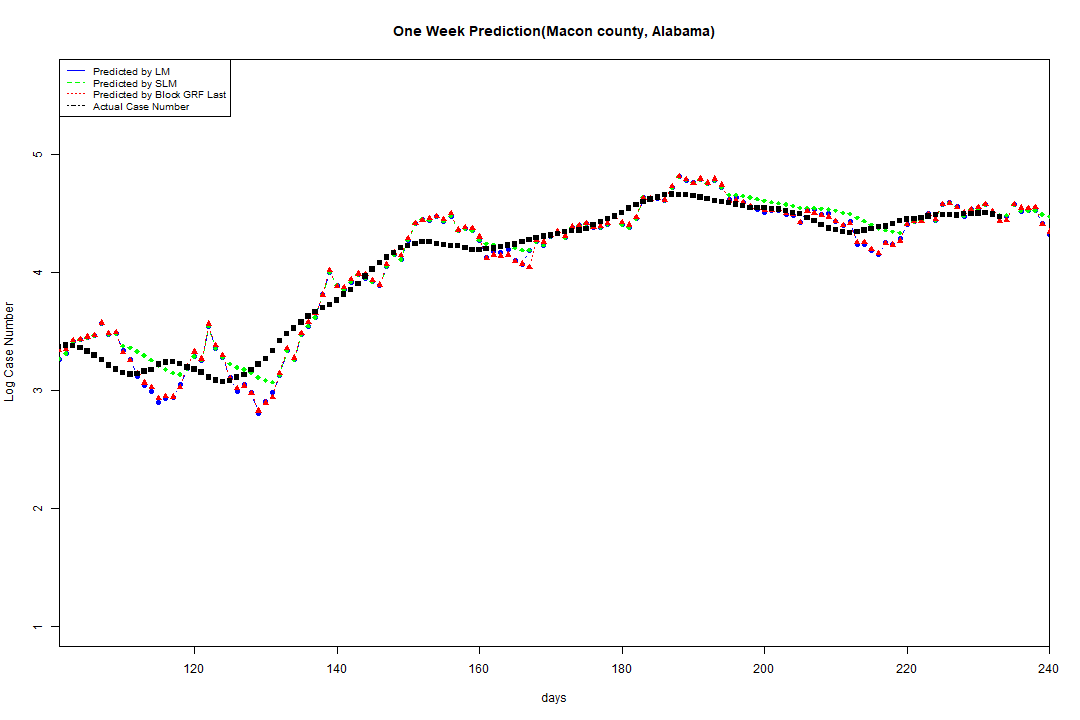 One Week Prediction(Macon county, Alabama)
Predicted by LM
Predicted by SLM
Predicted by Block GRF Last
Actual Case Number
5
4
3
2
1
Log Case Number
120 140 160 180 200 220 240
days